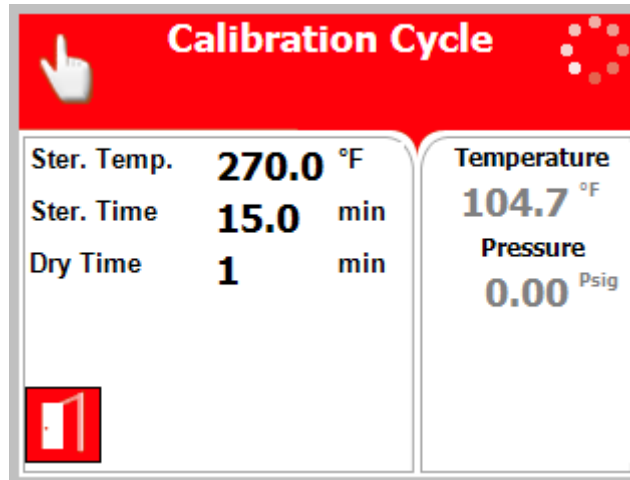 Calibration Cycle
Ster. Temp. 270.0 °F
Ster. Time 15.0 min
Dry Time 1 min
Temperature
104.7 °F
Pressure
0.00 Psig